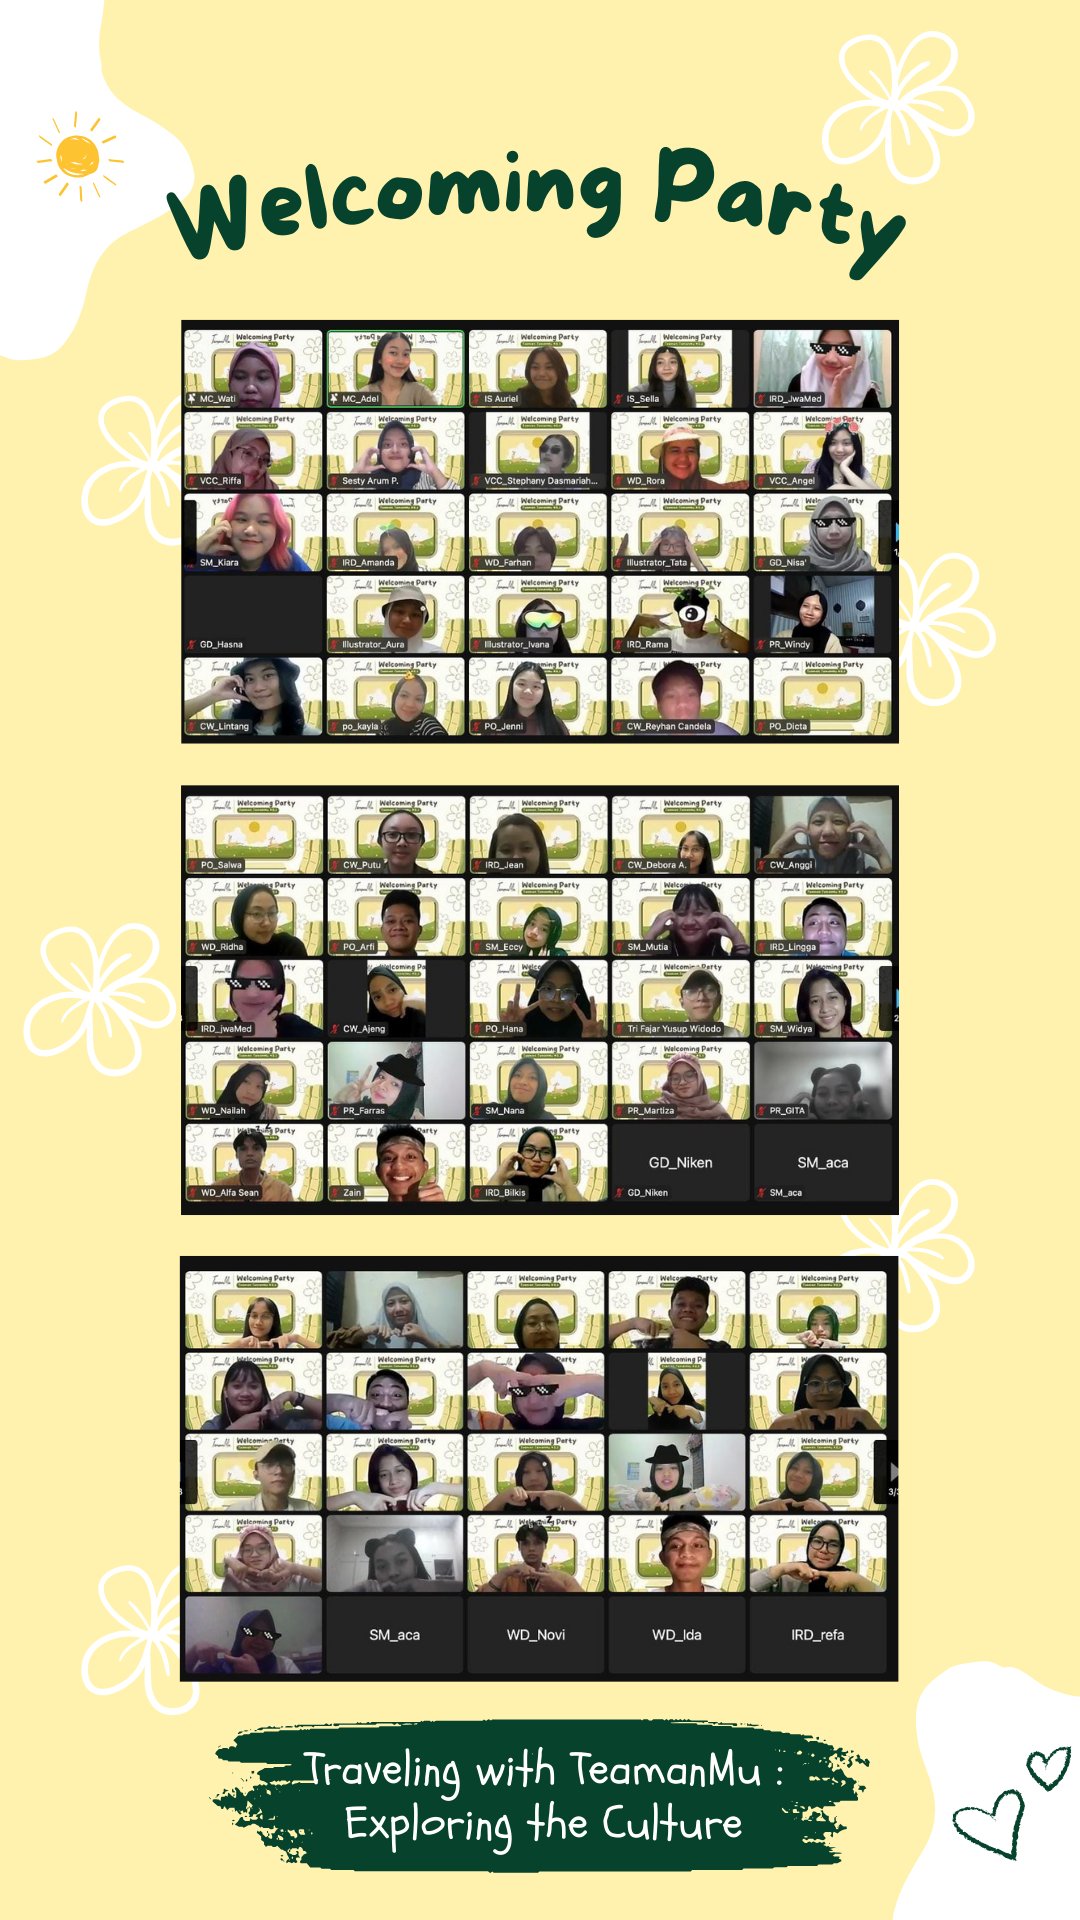 Welcoming Party
MC_Wati
MC_Adel
IS Auriel
IS_Sella
IRD_JwaMed
VCC_Riffa
Sesty Arum P.
VCC_Stephany Dasmariah...
WD_Rora
VCC_Angel
SM_Kiara
IRD_Amanda
WD_Farhan
Illustrator_Tata
GD_Nisa'
GD_Hasna
Illustrator_Aura
Illustrator_Ivana
IRD_Rama
PR_Windy
CW_Lintang
po_kayla
PO_Jenni
CW_Reyhan Candela
PO_Dicta
PO_Salwa
CW_Putu
IRD_Jean
CW_Debora A.
CW_Anggi
WD_Ridha
PO_Arfi
SM_Eccy
SM_Mutia
IRD_Lingga
IRD_jwaMed
CW_Ajeng
PO_Hana
Tri Fajar Yusup Widodo
SM_Widya
WD_Nailah
PR_Farras
SM_Nana
PR_Martiza
PR_GITA
WD_Alfa Sean
Zain
IRD_Bilkis
GD_Niken
GD_Niken
SM_aca
SM_aca
SM_aca
WD_Novi
WD_Ida
IRD_refa
Traveling with TeamanMu :
Exploring the Culture